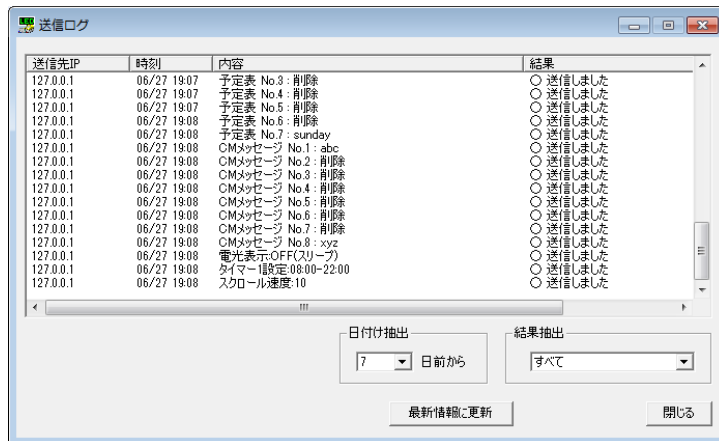 送信ログ
送信先IP 時刻 内容 結果
127.0.0.1 06/27 19:07 予定表 No.3 : 削除 ○ 送信しました
127.0.0.1 06/27 19:07 予定表 No.4 : 削除 ○ 送信しました
127.0.0.1 06/27 19:07 予定表 No.5 : 削除 ○ 送信しました
127.0.0.1 06/27 19:08 予定表 No.6 : 削除 ○ 送信しました
127.0.0.1 06/27 19:08 予定表 No.7 : sunday ○ 送信しました
127.0.0.1 06/27 19:08 CMメッセージ No.1 : abc ○ 送信しました
127.0.0.1 06/27 19:08 CMメッセージ No.2 : 削除 ○ 送信しました
127.0.0.1 06/27 19:08 CMメッセージ No.3 : 削除 ○ 送信しました
127.0.0.1 06/27 19:08 CMメッセージ No.4 : 削除 ○ 送信しました
127.0.0.1 06/27 19:08 CMメッセージ No.5 : 削除 ○ 送信しました
127.0.0.1 06/27 19:08 CMメッセージ No.6 : 削除 ○ 送信しました
127.0.0.1 06/27 19:08 CMメッセージ No.7 : 削除 ○ 送信しました
127.0.0.1 06/27 19:08 CMメッセージ No.8 : xyz ○ 送信しました
127.0.0.1 06/27 19:08 電光表示:OFF(スリープ) ○ 送信しました
127.0.0.1 06/27 19:08 タイマー1設定:08:00-22:00 ○ 送信しました
127.0.0.1 06/27 19:08 スクロール速度:10 ○ 送信しました
日付け抽出 結果抽出
7 日前から すべて
最新情報に更新 閉じる